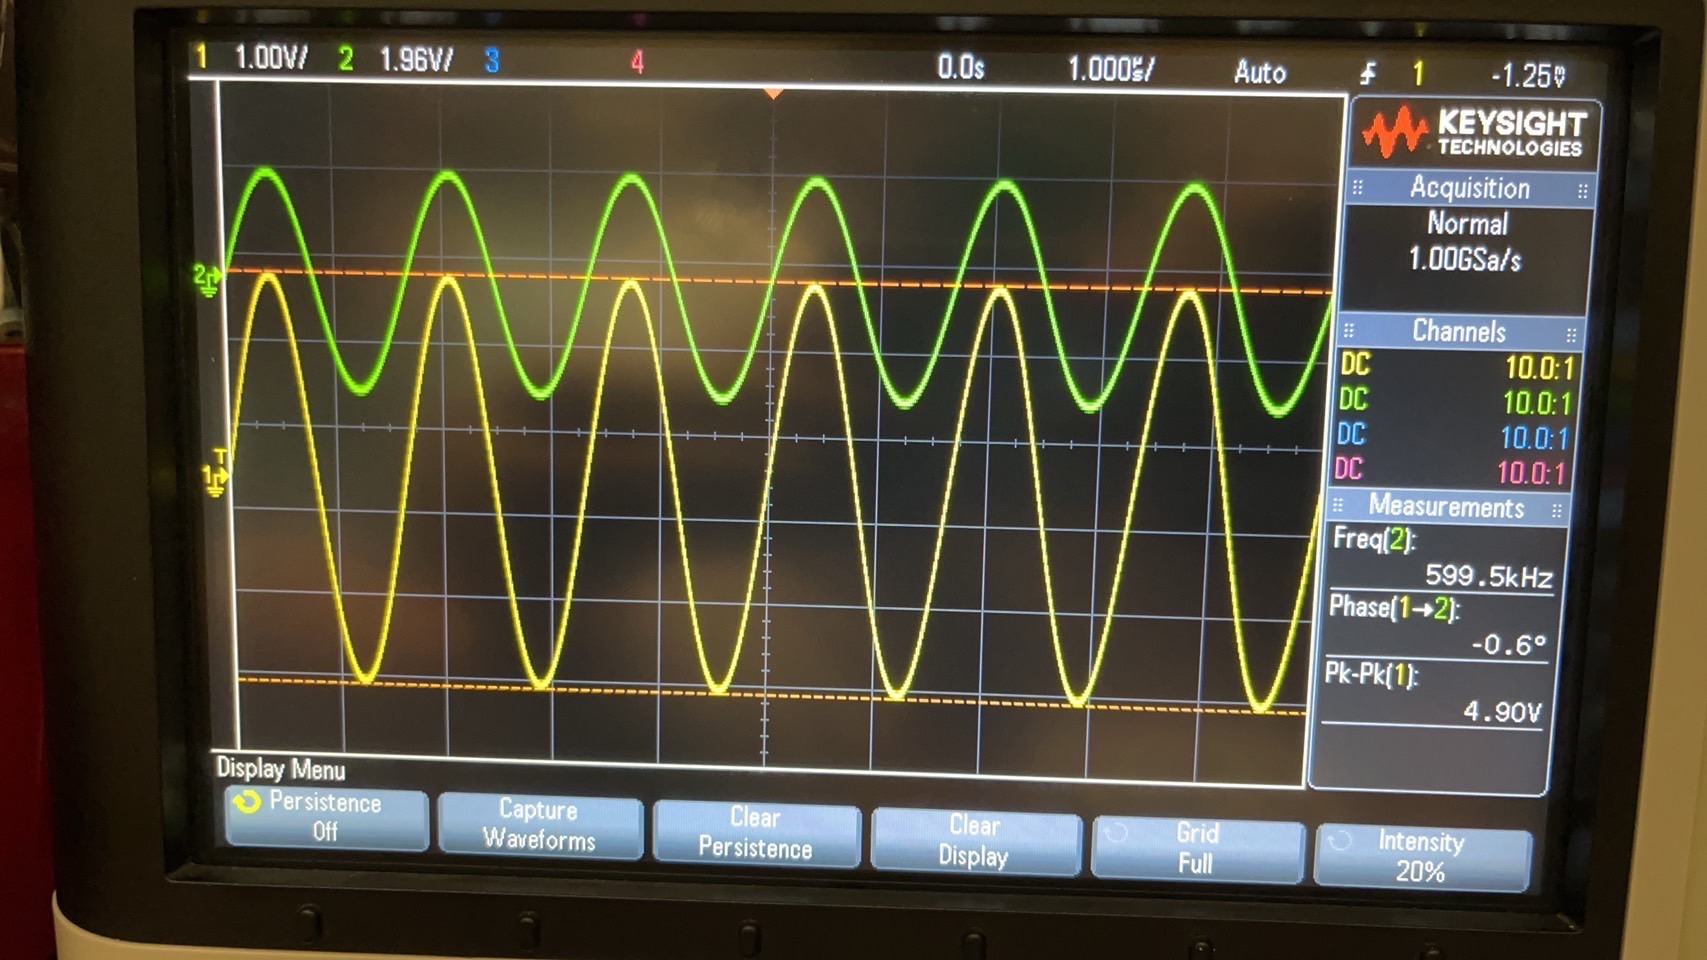 1 1.00V/ 2 1.96V/ 3 4 0.0s 1.000µs/ Auto 1 -1.25V
KEYSIGHT
TECHNOLOGIES
Acquisition
Normal
1.00GSa/s
Channels
DC 10.0:1
DC 10.0:1
DC 10.0:1
DC 10.0:1
Measurements
Freq(2):
599.5kHz
Phase(1→2):
-0.6°
Pk-Pk(1):
4.90V
2
T
1
Display Menu
Persistence
Off
Capture
Waveforms
Clear
Persistence
Clear
Display
Grid
Full
Intensity
20%